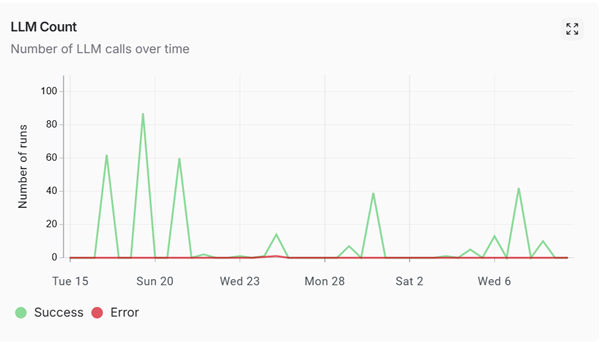 LLM Count
Number of LLM calls over time
Number of runs
100
80
60
40
20
0
Tue 15 Sun 20 Wed 23 Mon 28 Sat 2 Wed 6
Success Error